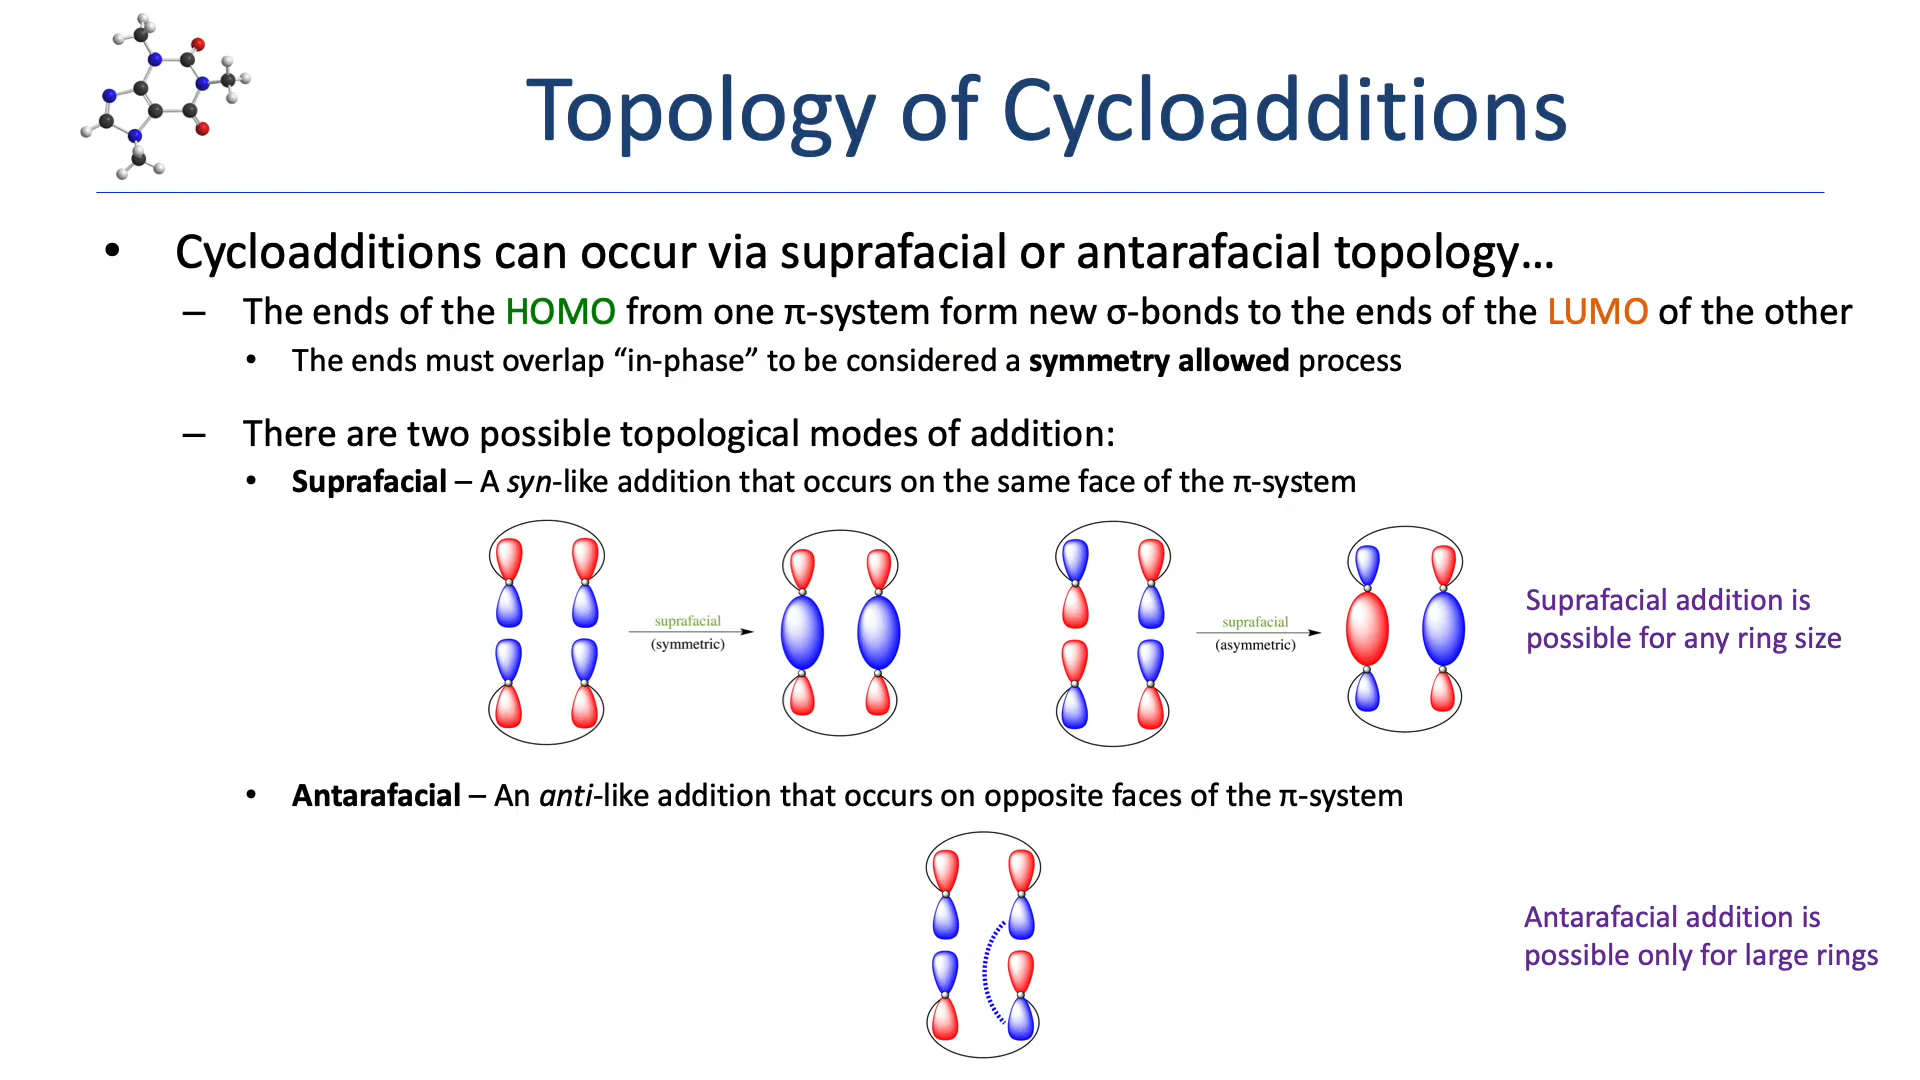 Topology of Cycloadditions
• Cycloadditions can occur via suprafacial or antarafacial topology…
– The ends of the HOMO from one π-system form new σ-bonds to the ends of the LUMO of the other
• The ends must overlap “in-phase” to be considered a symmetry allowed process
– There are two possible topological modes of addition:
• Suprafacial – A syn-like addition that occurs on the same face of the π-system
suprafacial
(symmetric)
suprafacial
(asymmetric)
Suprafacial addition is
possible for any ring size
• Antarafacial – An anti-like addition that occurs on opposite faces of the π-system
Antarafacial addition is
possible only for large rings